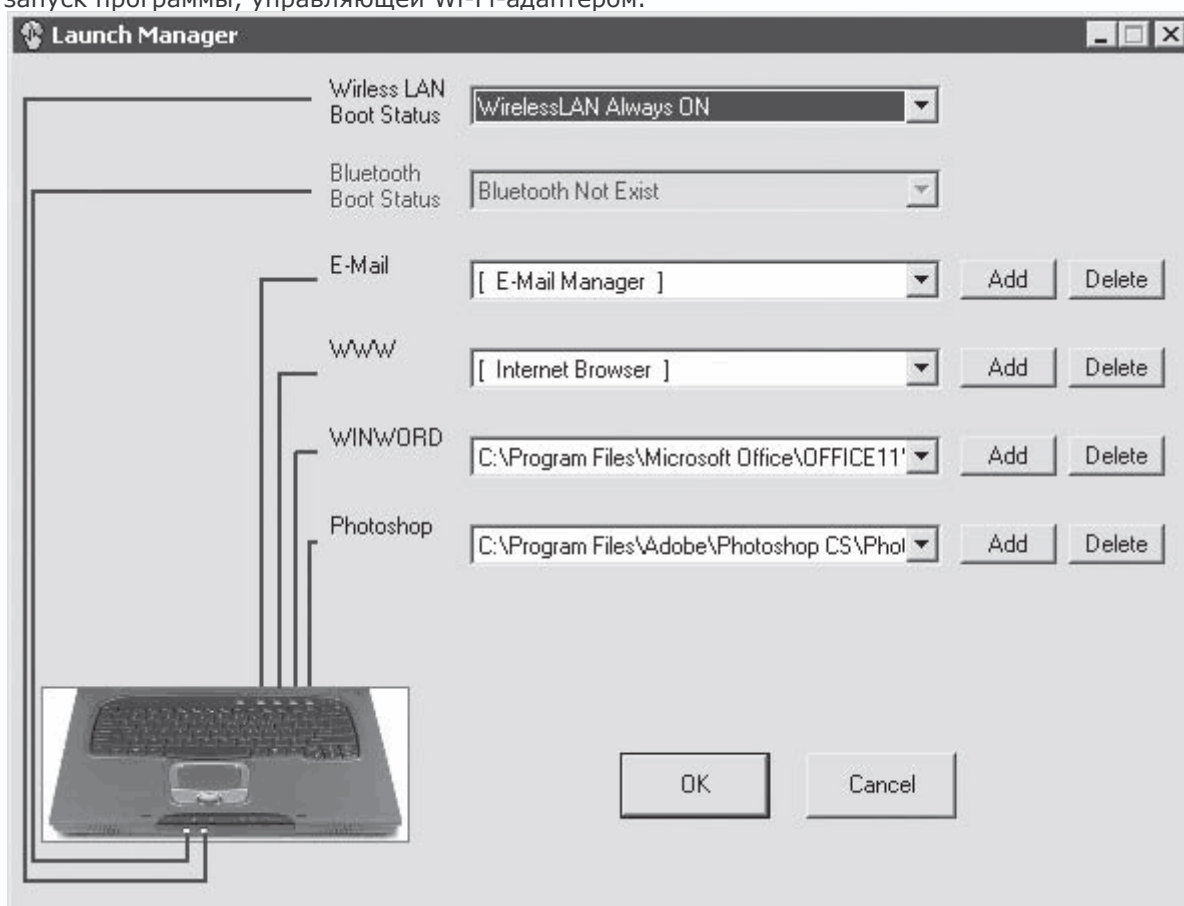 запуск программы, управляющей Wi-Fi-адаптером.
Launch Manager
Wirless LAN
Boot Status
WirelessLAN Always ON
Bluetooth
Boot Status
Bluetooth Not Exist
E-Mail
[ E-Mail Manager ]
Add
Delete
WWW
[ Internet Browser ]
Add
Delete
WINWORD
C:\Program Files\Microsoft Office\OFFICE11'
Add
Delete
Photoshop
C:\Program Files\Adobe\Photoshop CS\Phot
Add
Delete
OK
Cancel